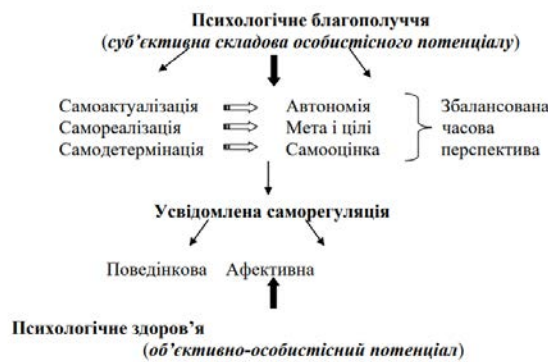 Психологічне благополуччя
(суб’єктивна складова особистісного потенціалу)
Самоактуалізація Автономія Збалансована
Самореалізація Мета і цілі часова
Самодетермінація Самооцінка перспектива
Усвідомлена саморегуляція
Поведінкова Афективна
Психологічне здоров’я
(об’єктивно-особистісний потенціал)